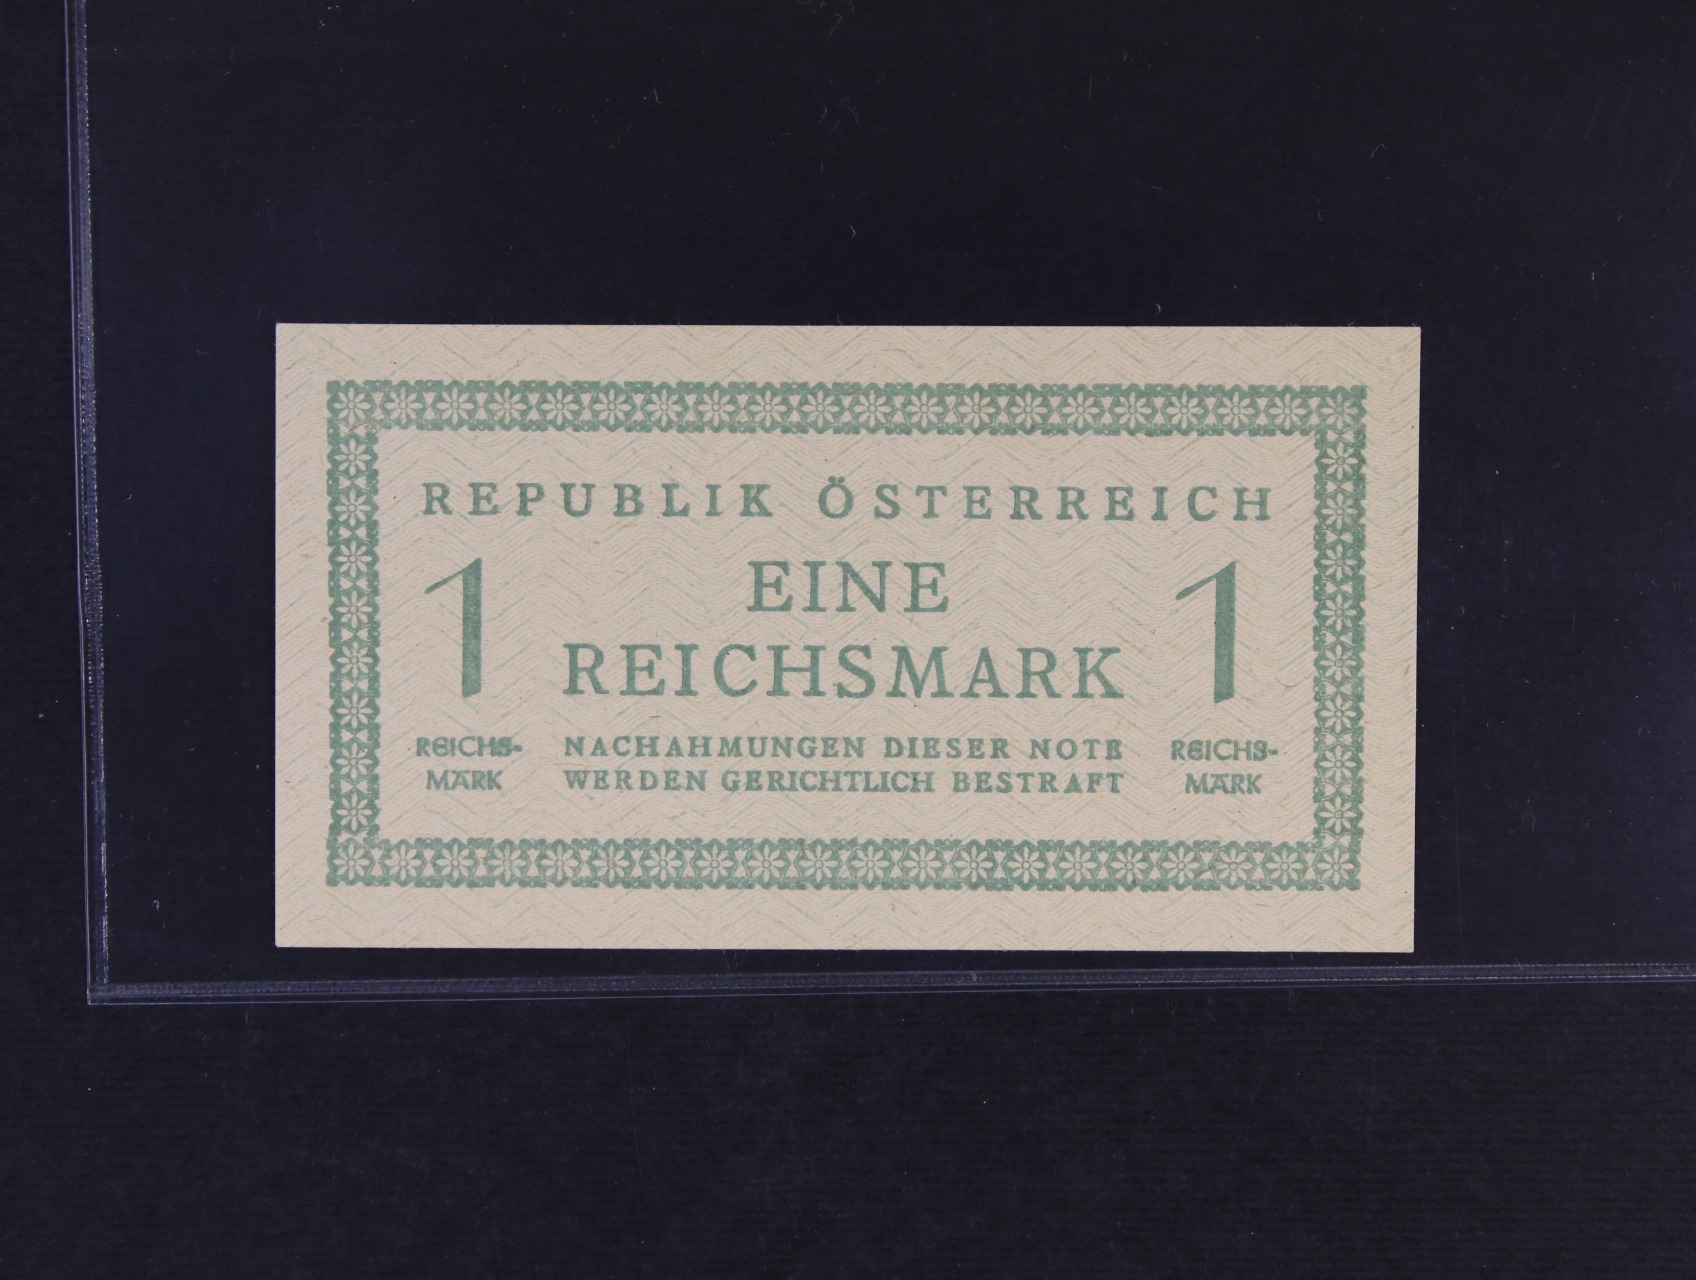 REPUBLIK ÖSTERREICH
1 EINE 1
REICHSMARK
REICHS- NACHAHMUNGEN DIESER NOTE REICHS-
MARK WERDEN GERICHTLICH BESTRAFT MARK